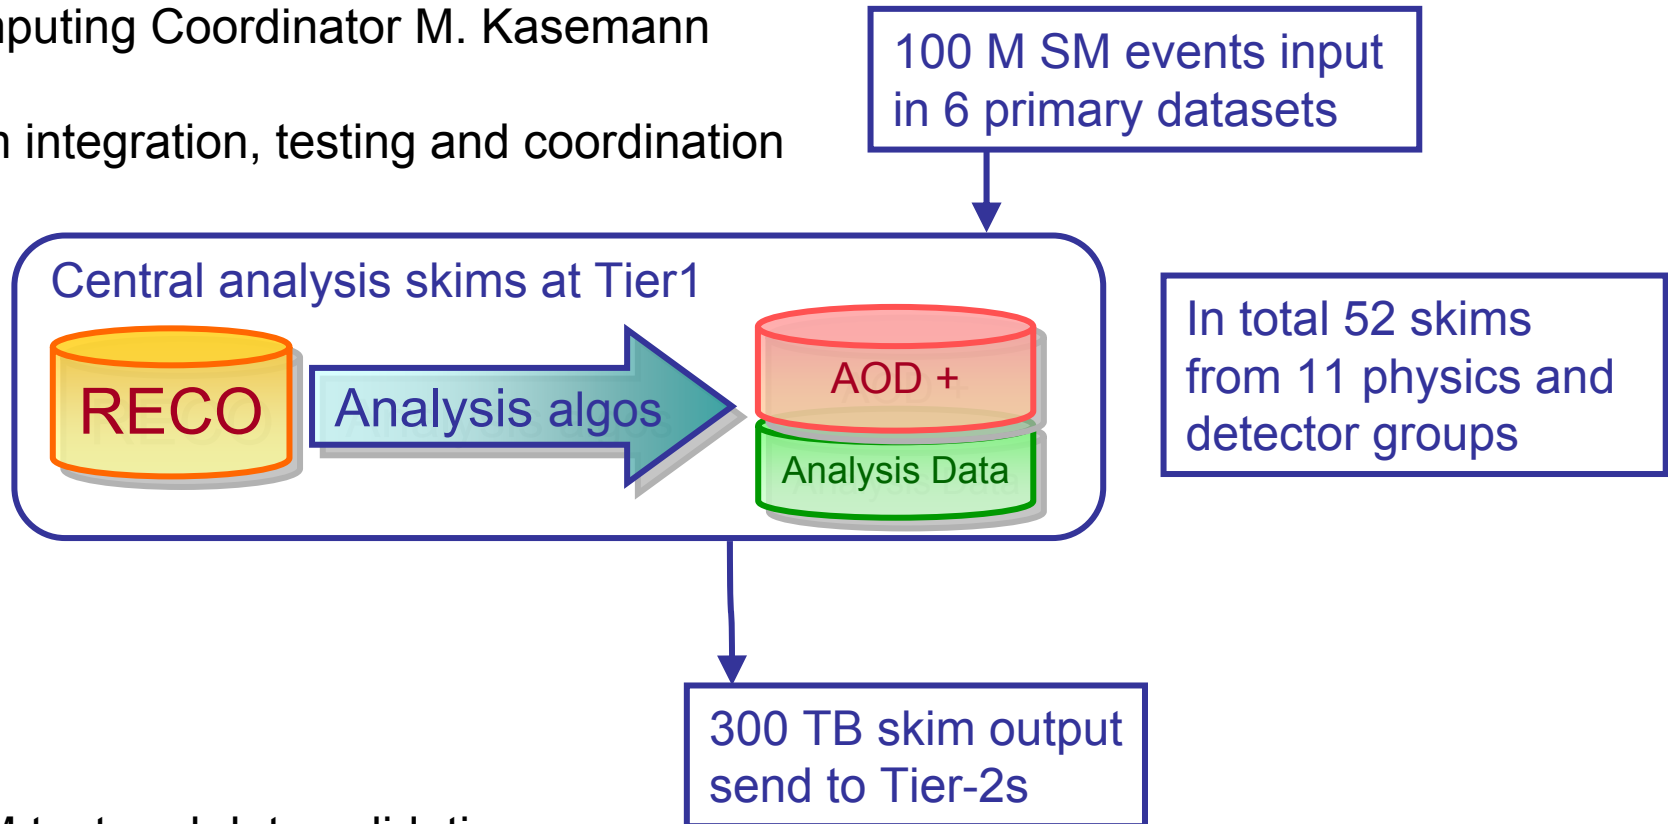 Computing Coordinator M. Kasemann
integration, testing and coordination
100 M SM events input
in 6 primary datasets
Central analysis skims at Tier1
RECO
Analysis algos
AOD +
Analysis Data
In total 52 skims
from 11 physics and
detector groups
300 TB skim output
send to Tier-2s